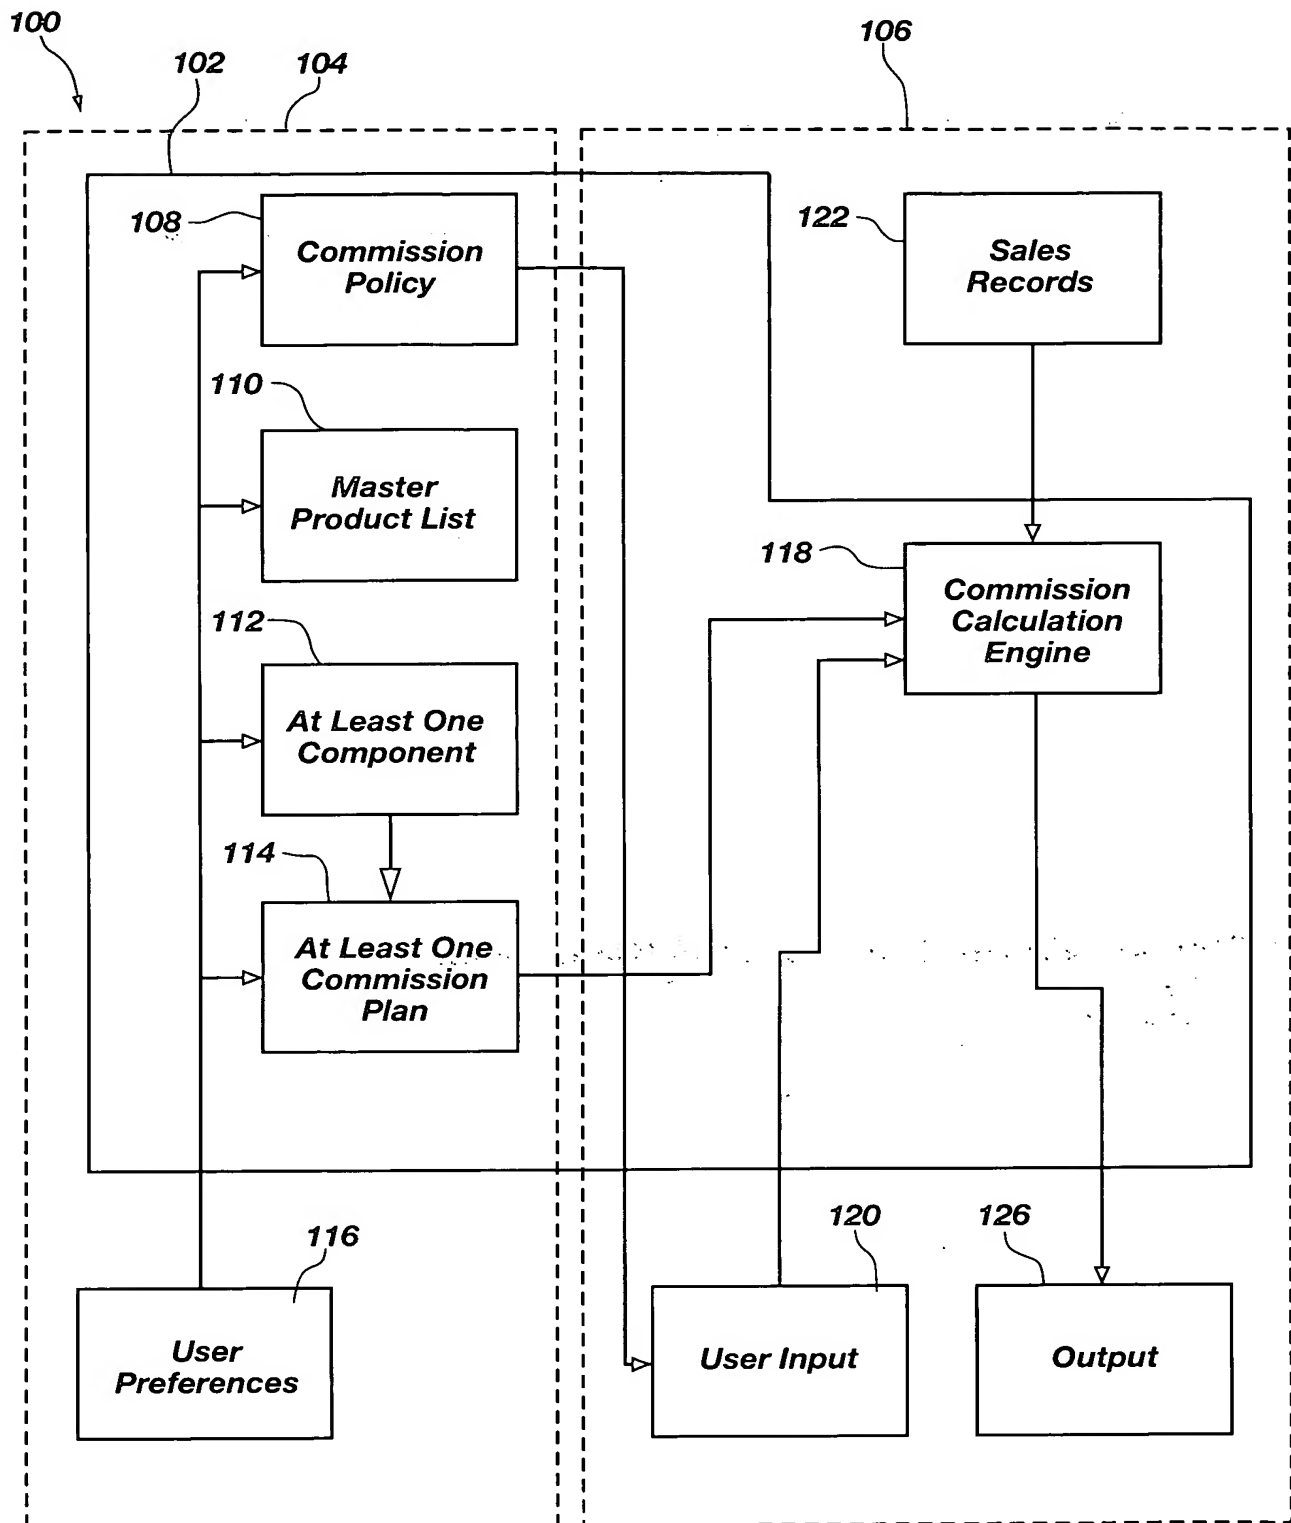 100
102
104
106
108
Commission
Policy
122
Sales
Records
110
Master
Product List
118
Commission
Calculation
Engine
112
At Least One
Component
114
At Least One
Commission
Plan
116
User
Preferences
120
User Input
126
Output